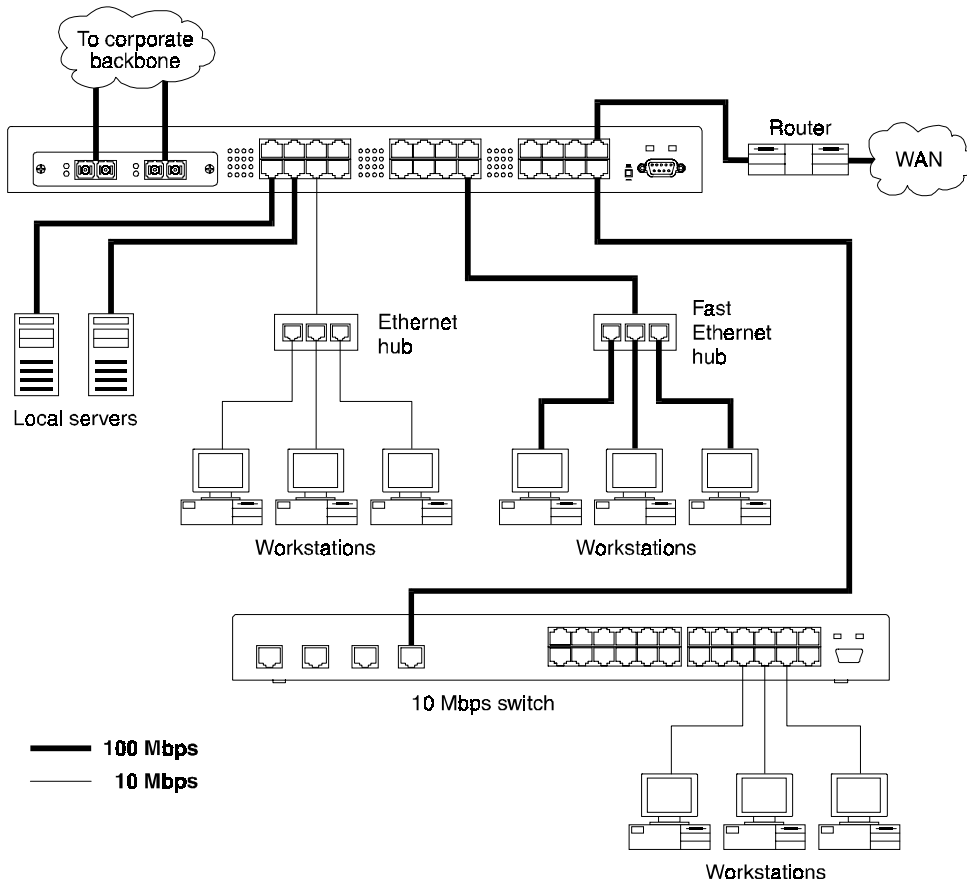 To corporate
backbone
Router
WAN
Ethernet
hub
Fast
Ethernet
hub
Local servers
Workstations
Workstations
10 Mbps switch
100 Mbps
10 Mbps
Workstations